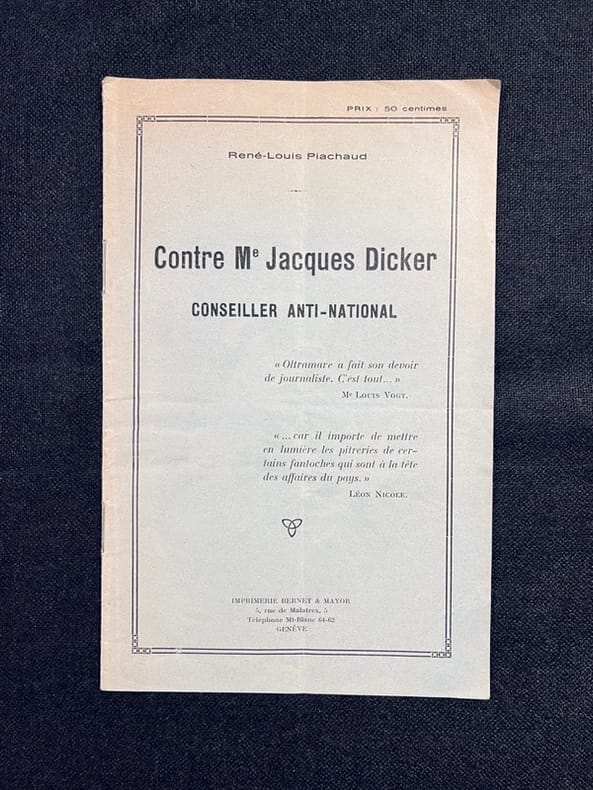 PRIX : 50 centimes
René-Louis Piachaud
Contre Me Jacques Dicker
CONSEILLER ANTI-NATIONAL
« Oltramare a fait son devoir
de journaliste. C'est tout... »
Me Louis Vogt.
« ...car il importe de mettre
en lumière les pitreries de cer-
tains fantoches qui sont à la tête
des affaires du pays. »
Léon Nicole.
IMPRIMERIE BERNET & MAYOR
5, rue de Malatrex, 5
Téléphone Mt-Blanc 64-62
GENÈVE